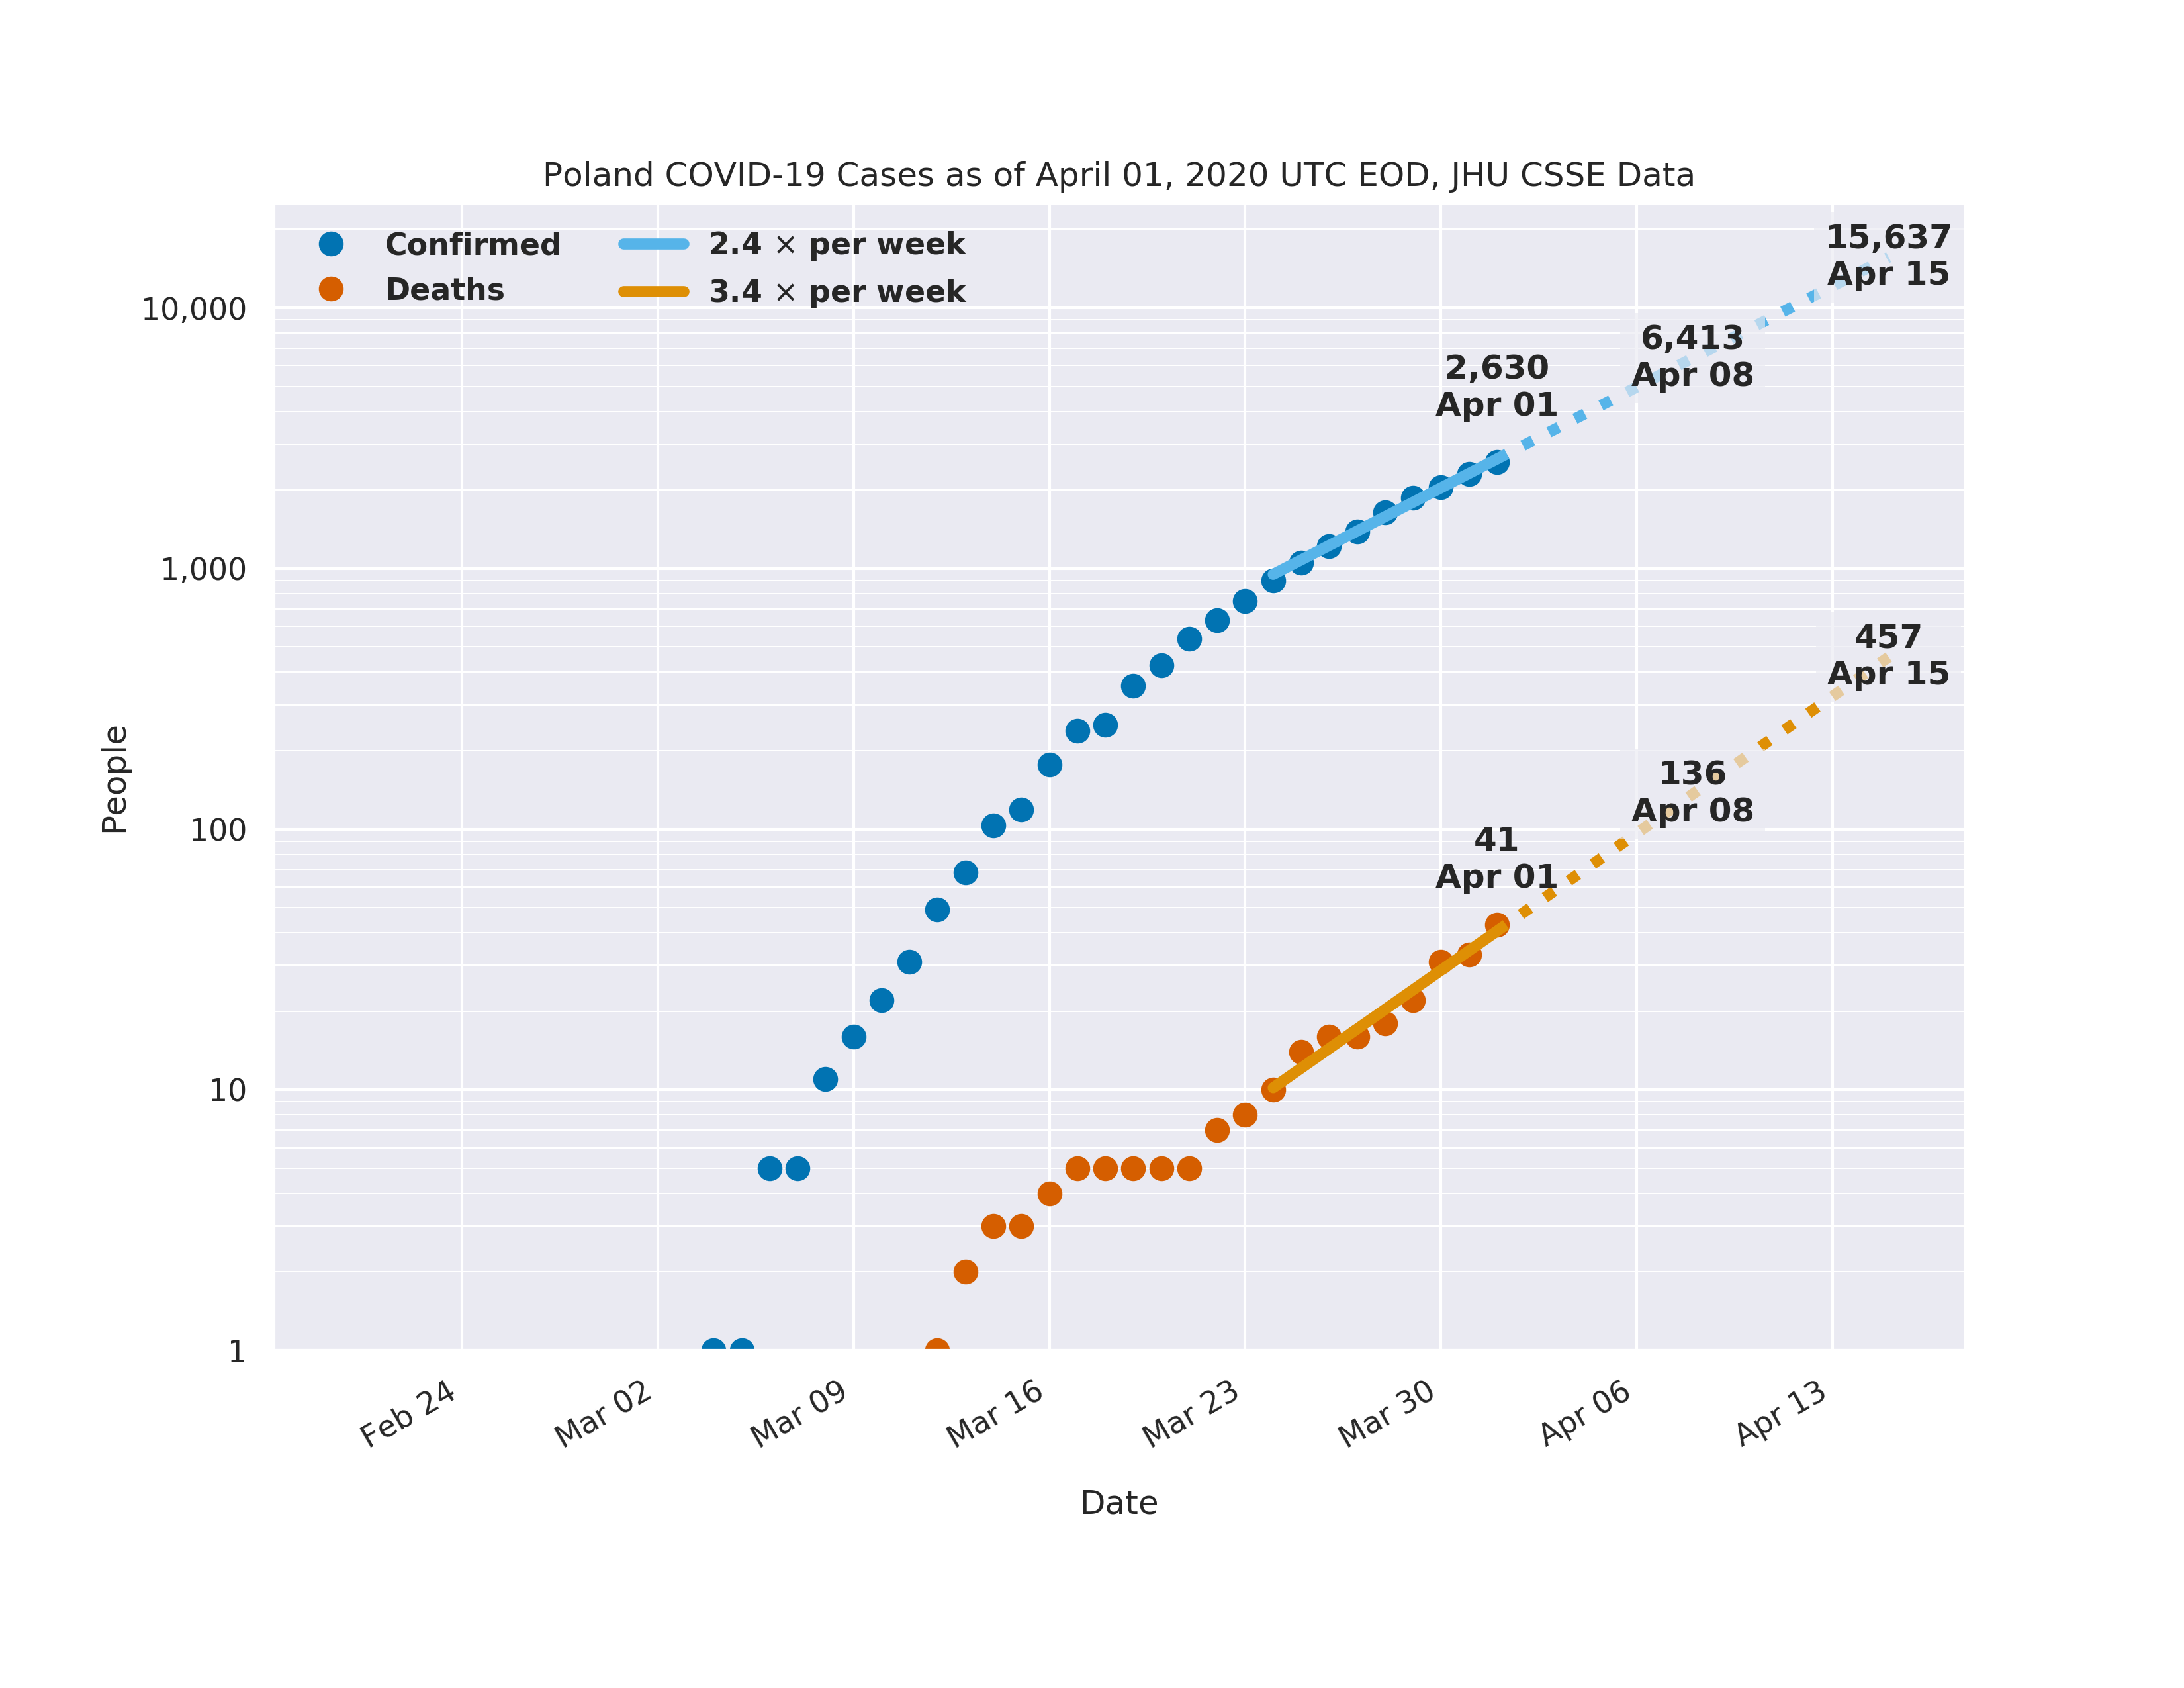 Poland COVID-19 Cases as of April 01, 2020 UTC EOD, JHU CSSE Data
Confirmed
Deaths
2.4 × per week
3.4 × per week
15,637
Apr 15
6,413
Apr 08
2,630
Apr 01
457
Apr 15
136
Apr 08
41
Apr 01
People
10,000
1,000
100
10
1
Feb 24
Mar 02
Mar 09
Mar 16
Mar 23
Mar 30
Apr 06
Apr 13
Date